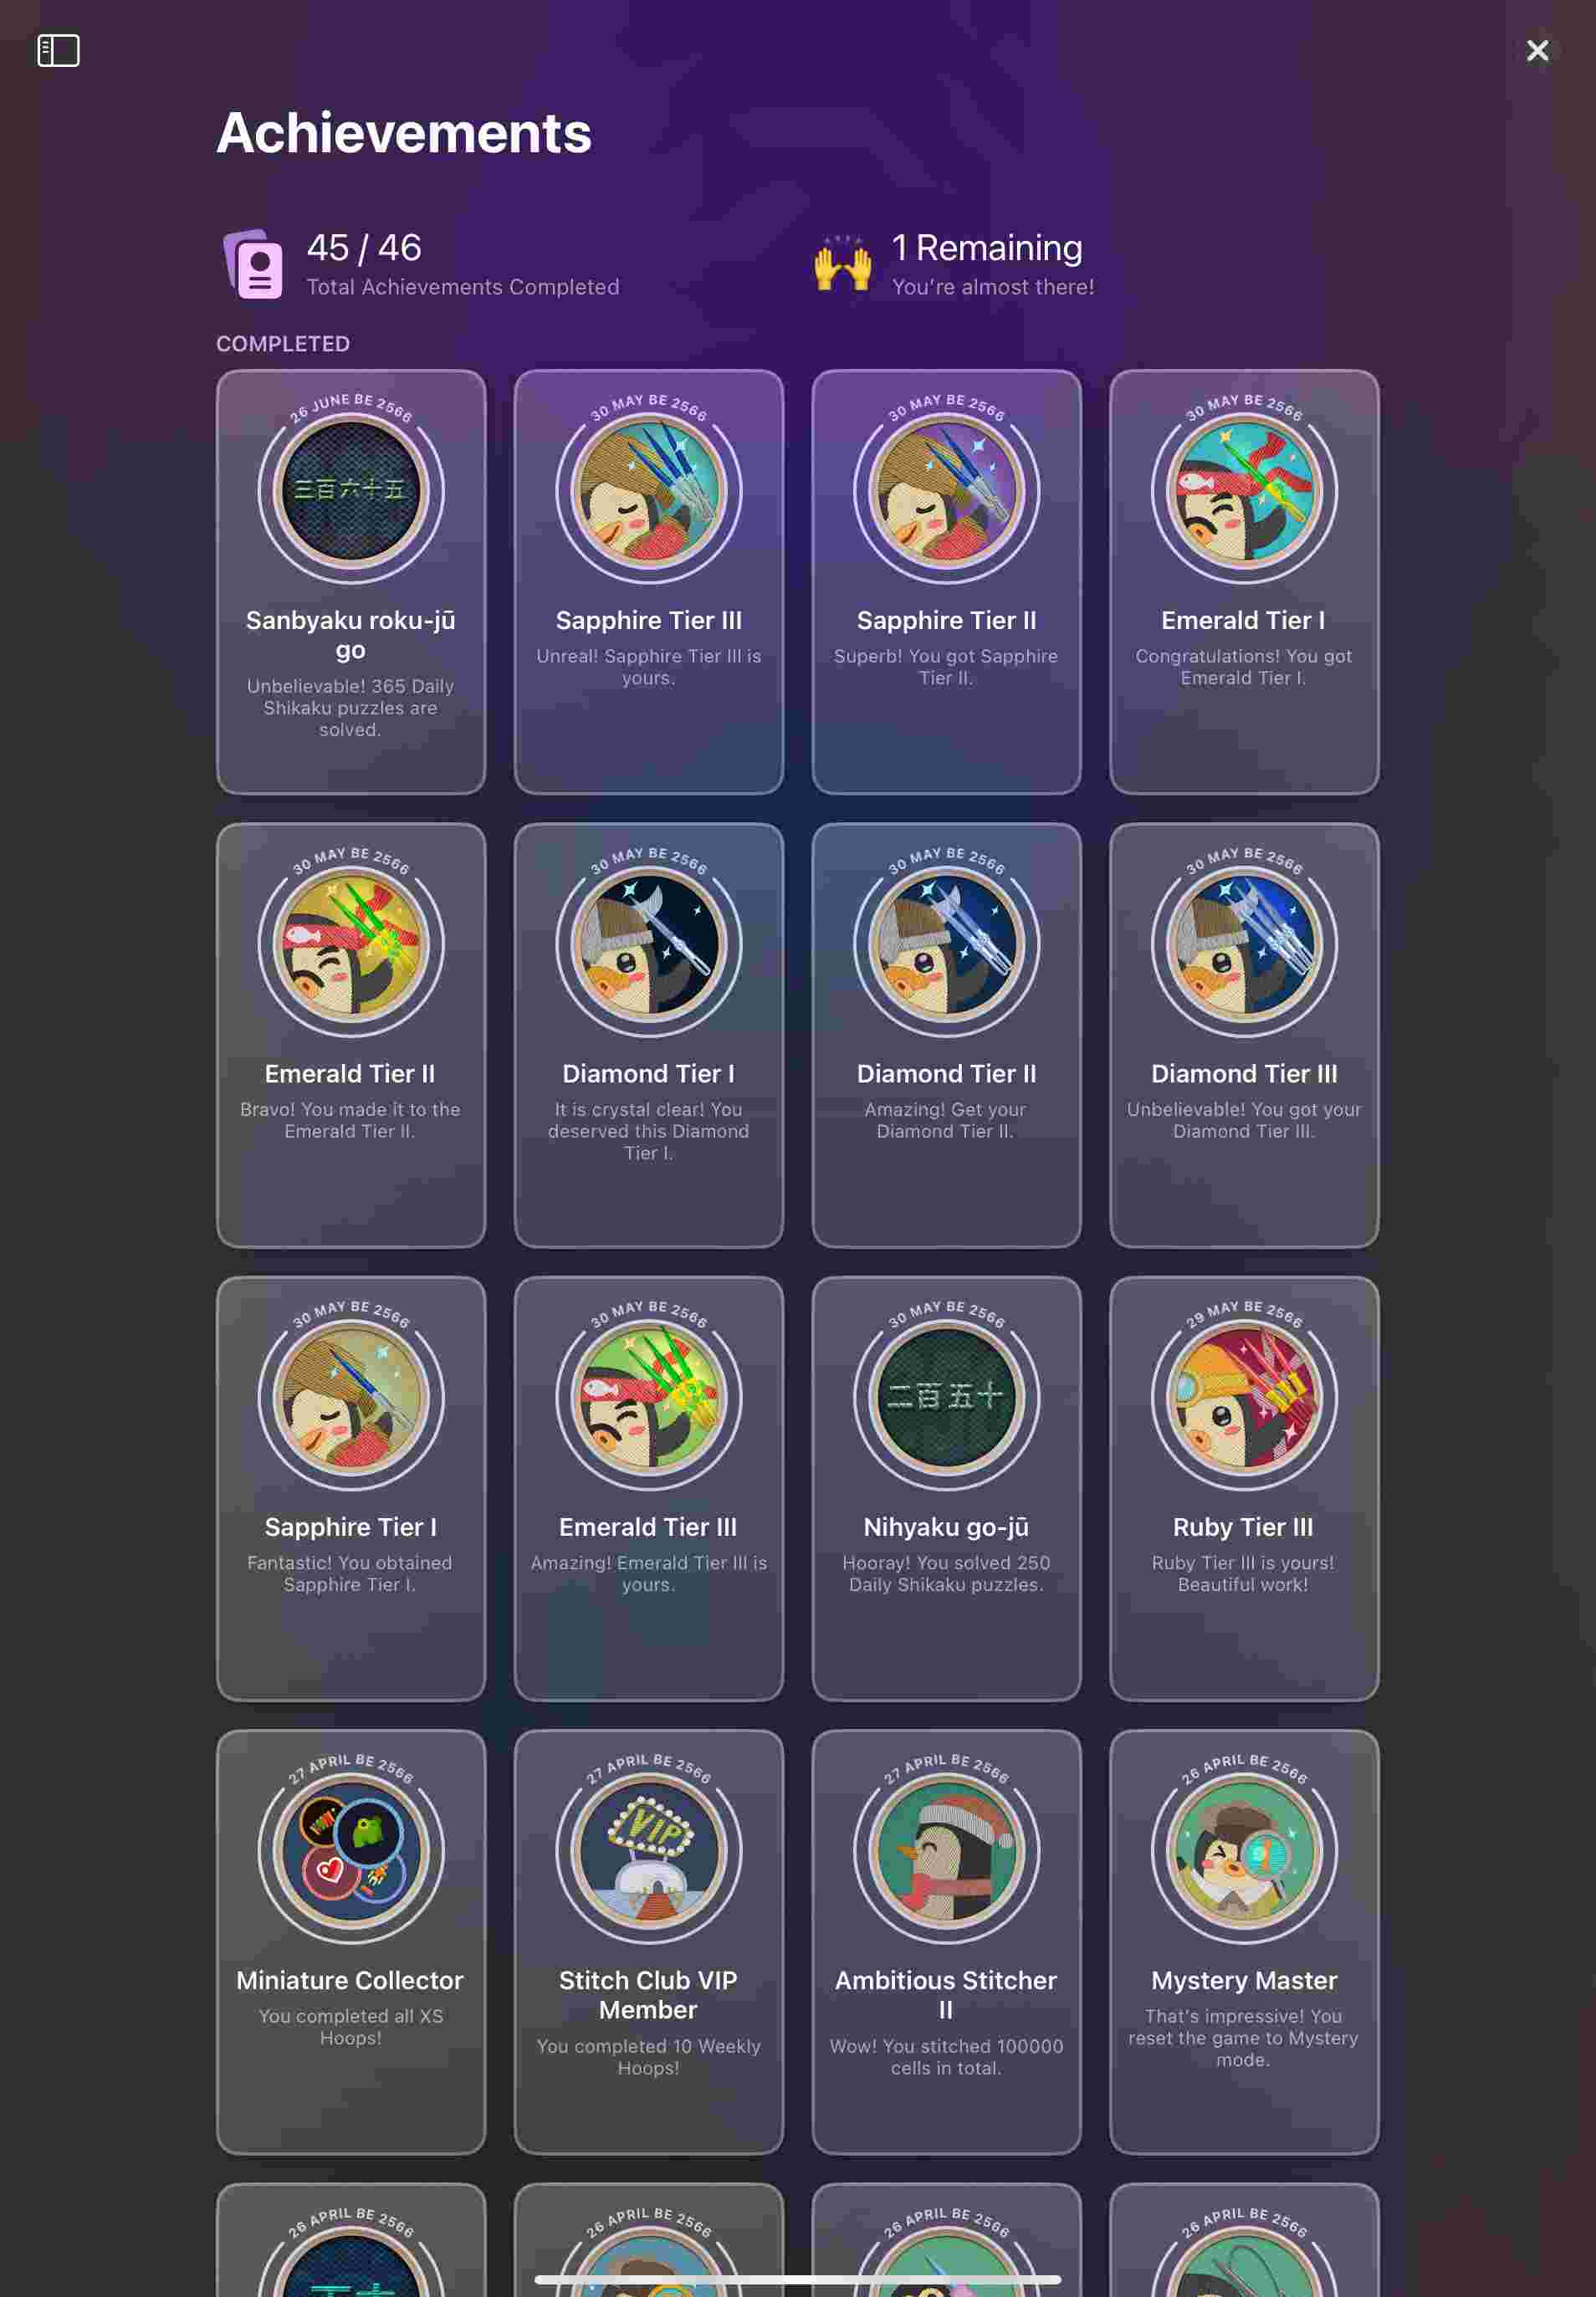 Achievements
45 / 46
Total Achievements Completed
1 Remaining
You're almost there!
COMPLETED
26 JUNE BE 2566
三百六十五
Sanbyaku roku-jū
go
Unbelievable! 365 Daily
Shikaku puzzles are
solved.
30 MAY BE 2566
Sapphire Tier III
Unreal! Sapphire Tier III is
yours.
30 MAY BE 2566
Sapphire Tier II
Superb! You got Sapphire
Tier II.
30 MAY BE 2566
Emerald Tier I
Congratulations! You got
Emerald Tier I.
30 MAY BE 2566
Emerald Tier II
Bravo! You made it to the
Emerald Tier II.
30 MAY BE 2566
Diamond Tier I
It is crystal clear! You
deserved this Diamond
Tier I.
30 MAY BE 2566
Diamond Tier II
Amazing! Get your
Diamond Tier II.
30 MAY BE 2566
Diamond Tier III
Unbelievable! You got your
Diamond Tier III.
30 MAY BE 2566
Sapphire Tier I
Fantastic! You obtained
Sapphire Tier I.
30 MAY BE 2566
Emerald Tier III
Amazing! Emerald Tier III is
yours.
30 MAY BE 2566
二百五十
Nihyaku go-jū
Hooray! You solved 250
Daily Shikaku puzzles.
29 MAY BE 2566
Ruby Tier III
Ruby Tier III is yours!
Beautiful work!
27 APRIL BE 2566
Miniature Collector
You completed all XS
Hoops!
27 APRIL BE 2566
VIP
Stitch Club VIP
Member
You completed 10 Weekly
Hoops!
27 APRIL BE 2566
Ambitious Stitcher
II
Wow! You stitched 100000
cells in total.
26 APRIL BE 2566
Mystery Master
That's impressive! You
reset the game to Mystery
mode.
26 APRIL BE 2566
26 APRIL BE 2566
26 APRIL BE 2566
26 APRIL BE 2566